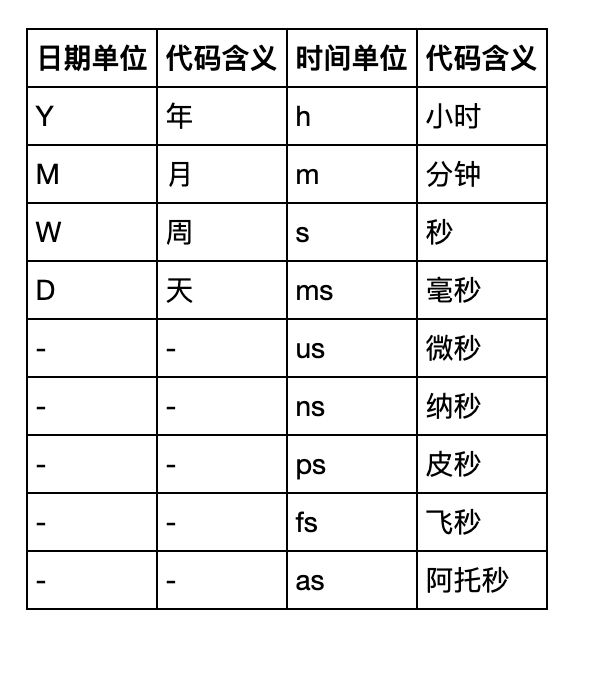 日期单位 代码含义 时间单位 代码含义
Y 年 h 小时
M 月 m 分钟
W 周 s 秒
D 天 ms 毫秒
- - us 微秒
- - ns 纳秒
- - ps 皮秒
- - fs 飞秒
- - as 阿托秒